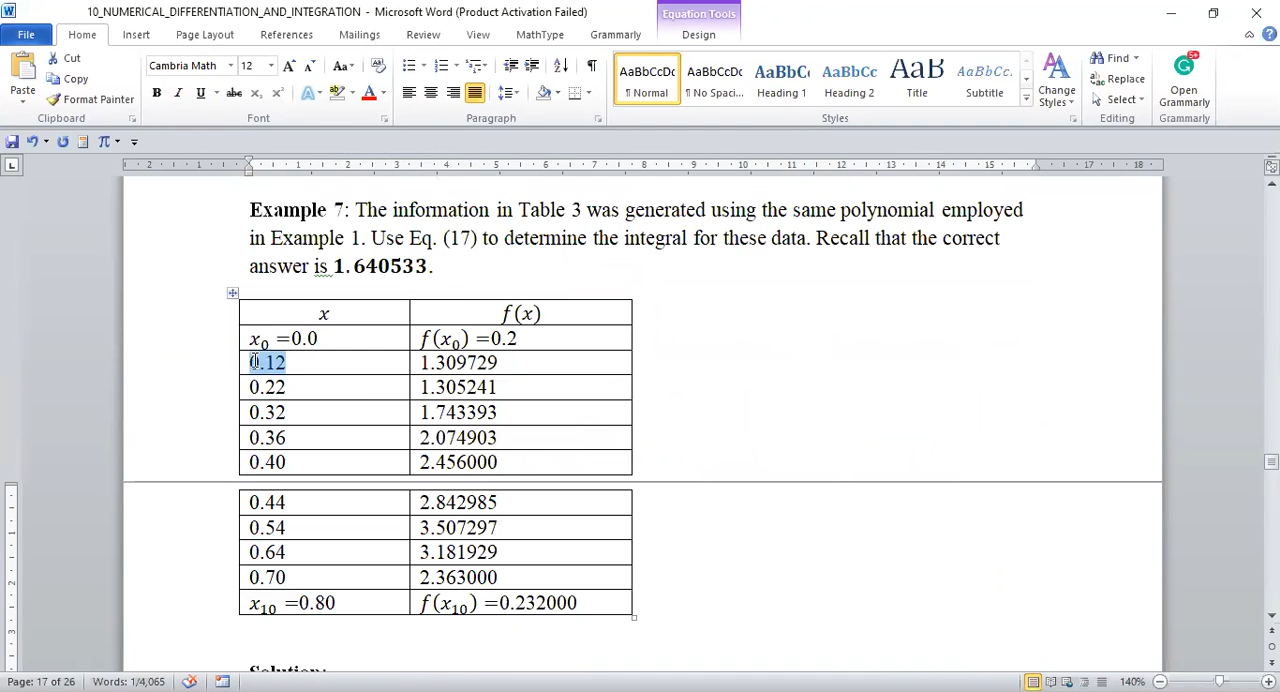 10_NUMERICAL_DIFFERENTIATION_AND_INTEGRATION - Microsoft Word (Product Activation Failed)
Equation Tools
File Home Insert Page Layout References Mailings Review View MathType Grammarly Design
Paste
Cut
Copy
Format Painter
Clipboard
Cambria Math 12
Font
Paragraph
AaBbCcDc AaBbCcDc AaBbCc AaBbCc AaB AaBbCcDc
¶ Normal ¶ No Spaci... Heading 1 Heading 2 Title Subtitle
Styles
Change Styles
Find
Replace
Select
Editing
Open Grammarly
Grammarly
Example 7: The information in Table 3 was generated using the same polynomial employed
in Example 1. Use Eq. (17) to determine the integral for these data. Recall that the correct
answer is 1.640533.
x f(x)
x₀ =0.0 f(x₀) =0.2
0.12 1.309729
0.22 1.305241
0.32 1.743393
0.36 2.074903
0.40 2.456000
0.44 2.842985
0.54 3.507297
0.64 3.181929
0.70 2.363000
x₁₀ =0.80 f(x₁₀) =0.232000
Solution:
Page: 17 of 26 Words: 1/4,065 140%